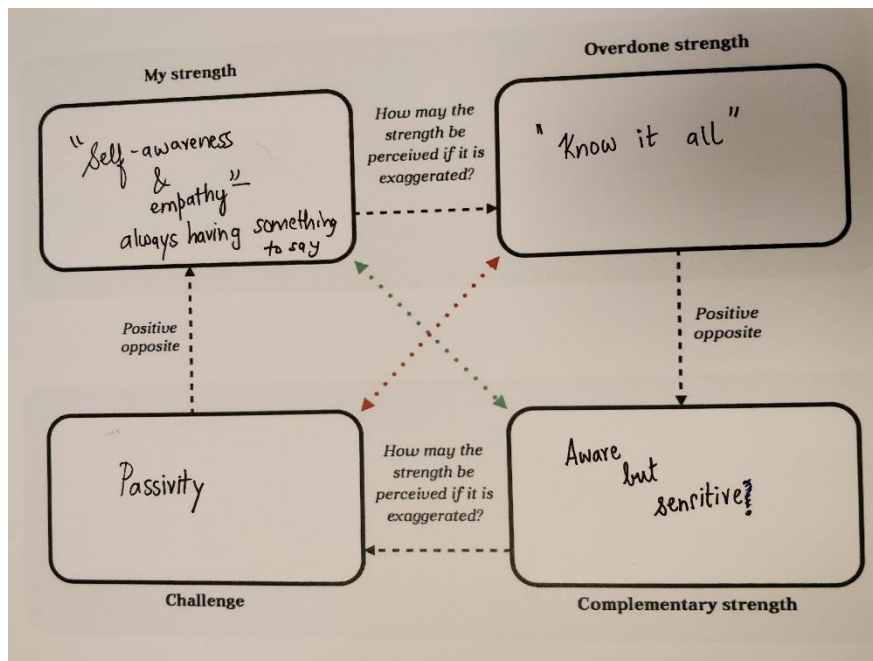 My strength
Overdone strength
"Self-awareness
&
empathy"
always having something
to say
How may the
strength be
perceived if it is
exaggerated?
"Know it all"
Positive
opposite
Positive
opposite
Passivity
How may the
strength be
perceived if it is
exaggerated?
Aware
but
sensitive!
Challenge
Complementary strength